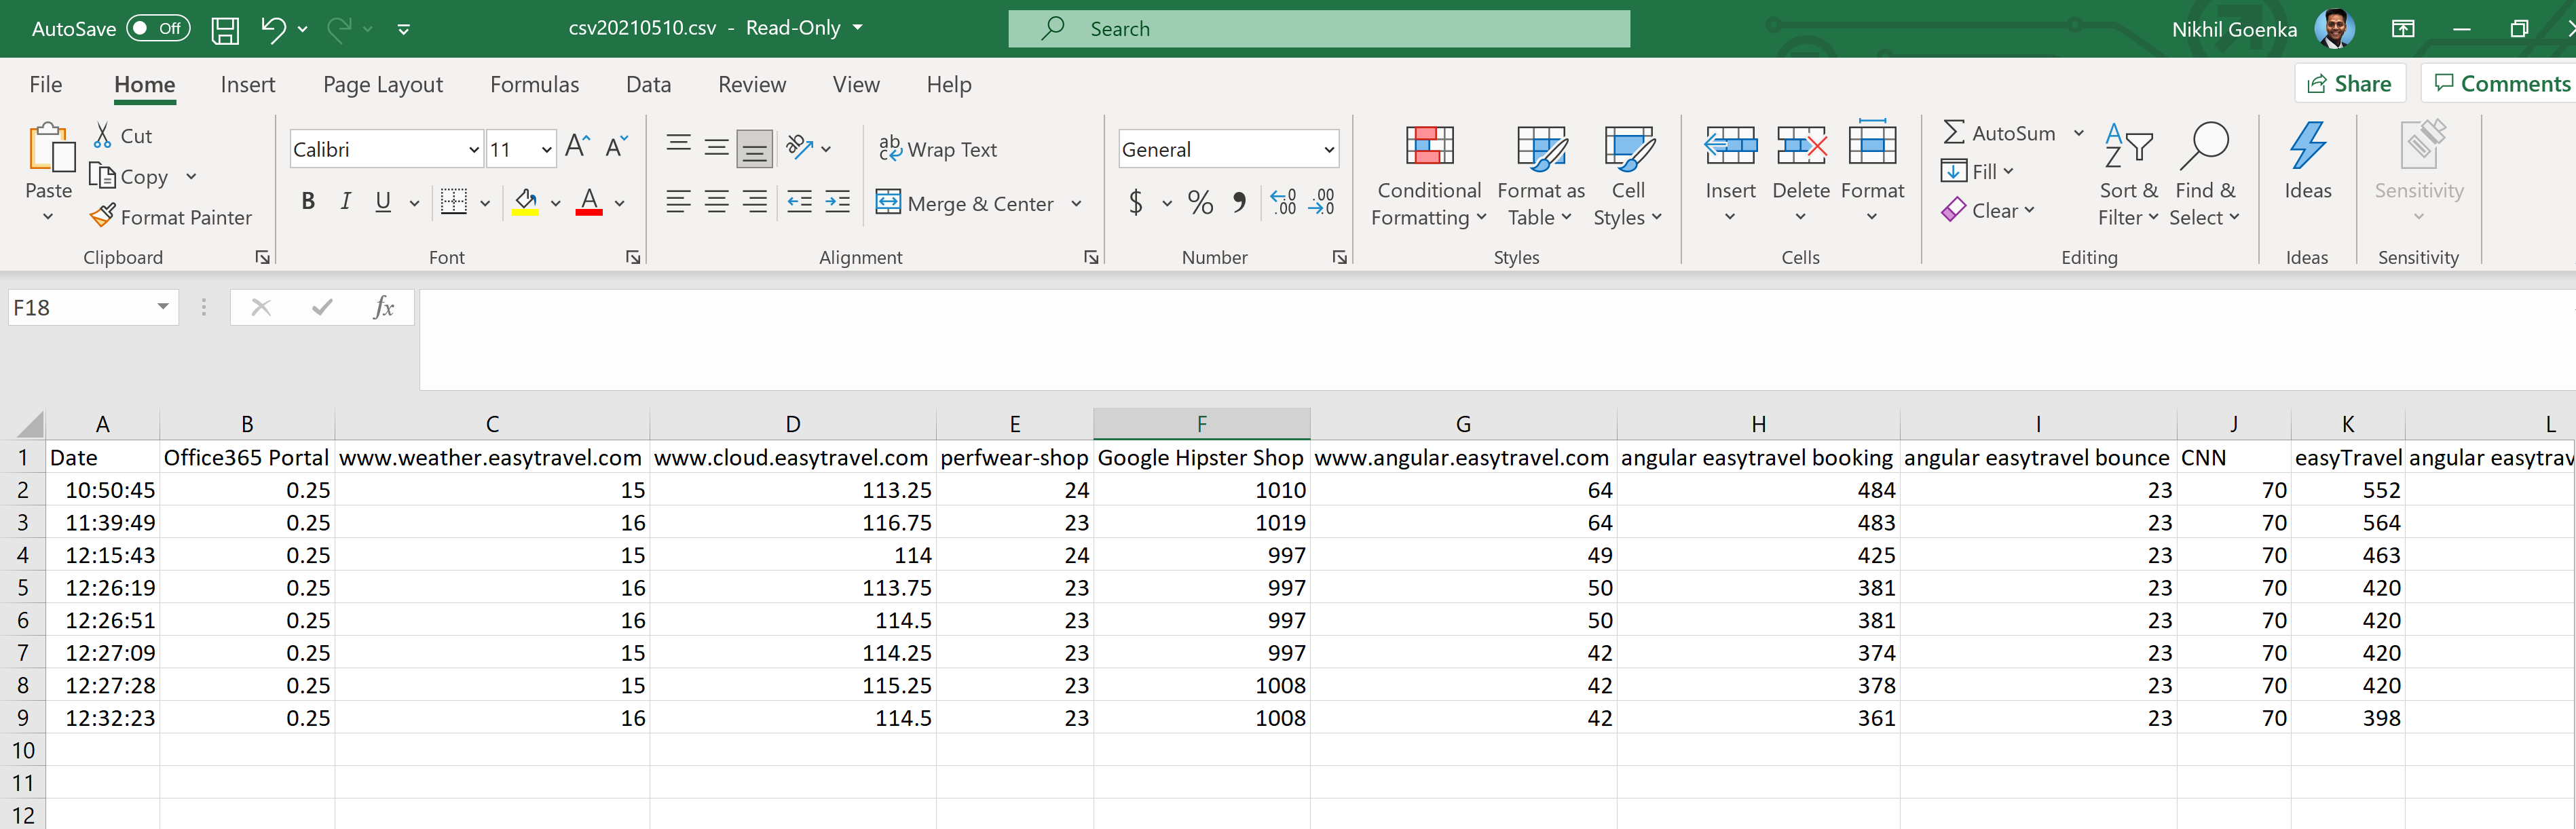 AutoSave Off csv20210510.csv - Read-Only Search Nikhil Goenka
File Home Insert Page Layout Formulas Data Review View Help Share Comments
Paste Cut Copy Format Painter Clipboard
Calibri 11 A A B I U A Font
ab c Wrap Text Merge & Center Alignment
General $ % , .0 .00 .00 .0 Number
Conditional Formatting Format as Table Cell Styles Styles
Insert Delete Format Cells
AutoSum Fill Clear A Z Sort & Filter Find & Select Editing
Ideas Ideas
Sensitivity Sensitivity
F18 fx
A B C D E F G H I J K L
1 Date Office365 Portal www.weather.easytravel.com www.cloud.easytravel.com perfwear-shop Google Hipster Shop www.angular.easytravel.com angular easytravel booking angular easytravel bounce CNN easyTravel angular easytrav
2 10:50:45 0.25 15 113.25 24 1010 64 484 23 70 552
3 11:39:49 0.25 16 116.75 23 1019 64 483 23 70 564
4 12:15:43 0.25 15 114 24 997 49 425 23 70 463
5 12:26:19 0.25 16 113.75 23 997 50 381 23 70 420
6 12:26:51 0.25 16 114.5 23 997 50 381 23 70 420
7 12:27:09 0.25 15 114.25 23 997 42 374 23 70 420
8 12:27:28 0.25 15 115.25 23 1008 42 378 23 70 420
9 12:32:23 0.25 16 114.5 23 1008 42 361 23 70 398
10
11
12